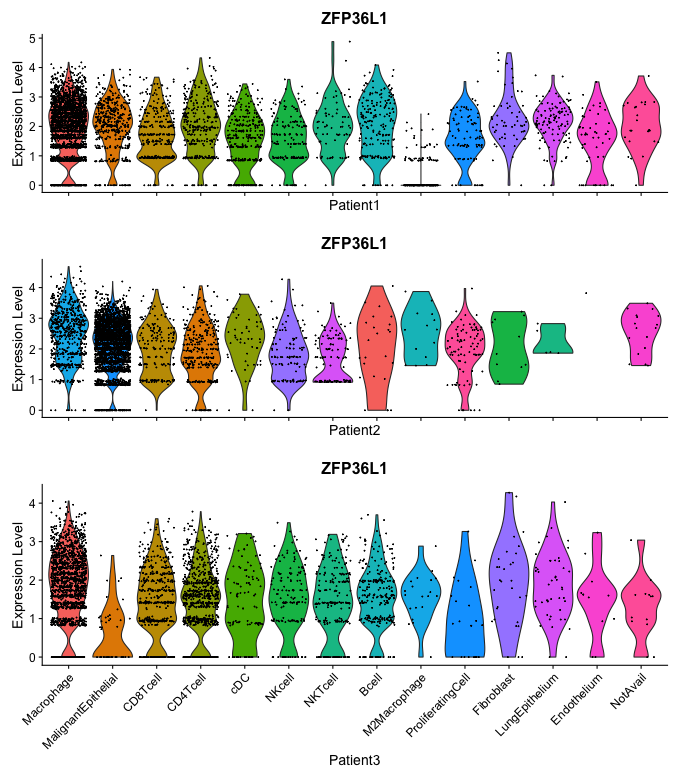 ZFP36L1
Expression Level
5
4
3
2
1
0
Patient1
ZFP36L1
Expression Level
4
3
2
1
0
Patient2
ZFP36L1
Expression Level
4
3
2
1
0
Macrophage
MalignantEpithelial
CD8Tcell
CD4Tcell
cDC
NKcell
NKTcell
Bcell
M2Macrophage
ProliferatingCell
Fibroblast
LungEpithelium
Endothelium
NotAvail
Patient3